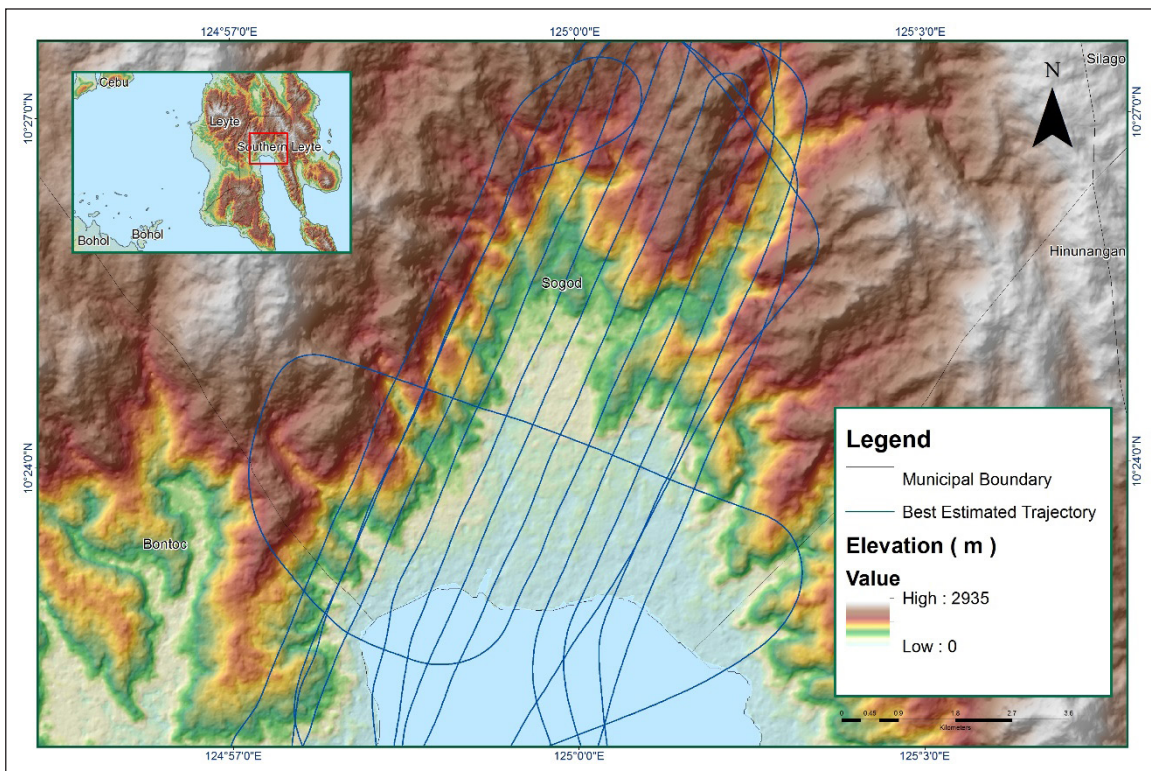 124°57'0"E
125°0'0"E
125°3'0"E
Silago
N
Cebu
Leyte
Southern Leyte
Bohol
Bohol
10°27'0"N
10°27'0"N
Hinunangan
Sogod
10°24'0"N
10°24'0"N
Bontoc
Legend
Municipal Boundary
Best Estimated Trajectory
Elevation ( m )
Value
High : 2935
Low : 0
0 0.45 0.9 1.8 2.7 3.6
Kilometers
124°57'0"E
125°0'0"E
125°3'0"E